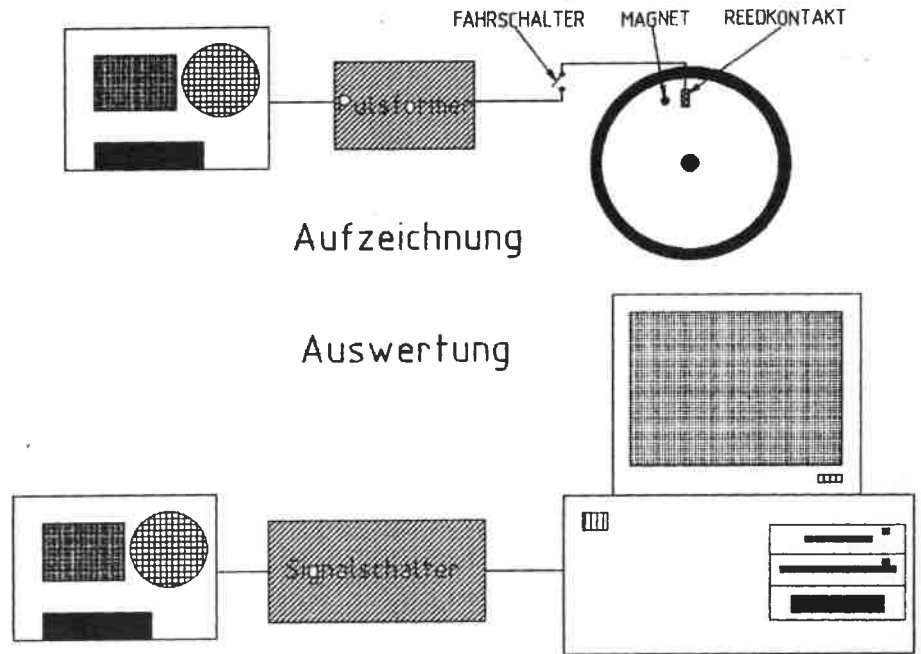 FAHRSCHALTER MAGNET REEDKONTAKT
Pulsformer
Aufzeichnung
Auswertung
Signalschalter